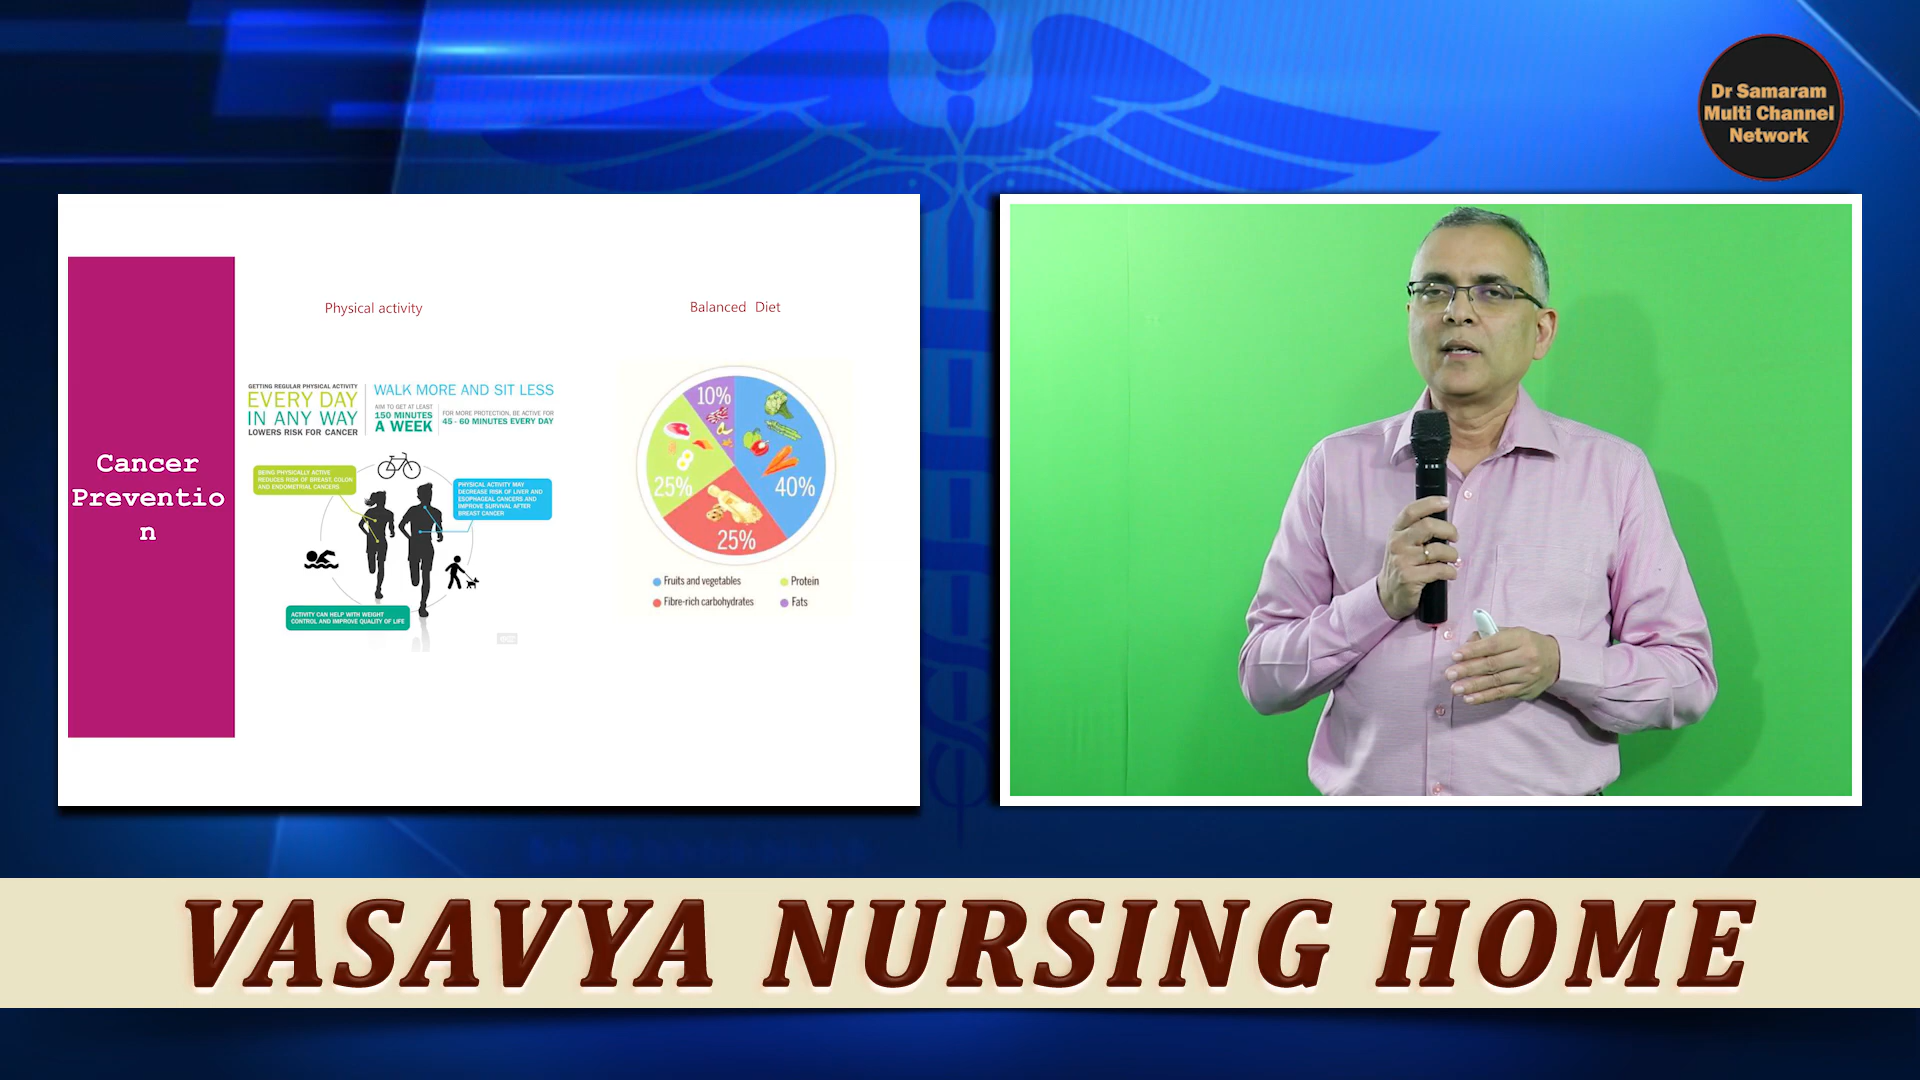 Dr Samaram
Multi Channel
Network
Cancer
Preventio
n
Physical activity
GETTING REGULAR PHYSICAL ACTIVITY
EVERY DAY
IN ANY WAY
LOWERS RISK FOR CANCER
WALK MORE AND SIT LESS
AIM TO GET AT LEAST
150 MINUTES
A WEEK
FOR MORE PROTECTION, BE ACTIVE FOR
45 - 60 MINUTES EVERY DAY
BEING PHYSICALLY ACTIVE
REDUCES RISK OF BREAST, COLON
AND ENDOMETRIAL CANCERS
PHYSICAL ACTIVITY MAY
DECREASE RISK OF LIVER AND
ESOPHAGEAL CANCERS AND
IMPROVE SURVIVAL AFTER
BREAST CANCER
ACTIVITY CAN HELP WITH WEIGHT
CONTROL AND IMPROVE QUALITY OF LIFE
Balanced Diet
10%
40%
25%
25%
Fruits and vegetables
Protein
Fibre-rich carbohydrates
Fats
VASAVYA NURSING HOME